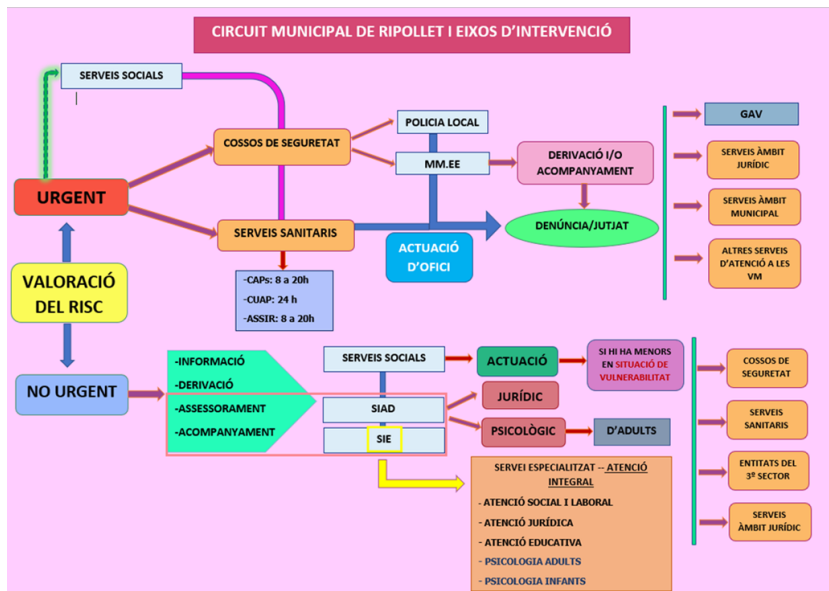 CIRCUIT MUNICIPAL DE RIPOLLET I EIXOS D'INTERVENCIÓ
SERVEIS SOCIALS
URGENT
VALORACIÓ
DEL RISC
NO URGENT
COSSOS DE SEGURETAT
SERVEIS SANITARIS
-CAPs: 8 a 20h
-CUAP: 24 h
-ASSIR: 8 a 20h
POLICIA LOCAL
MM.EE
ACTUACIÓ
D'OFICI
DERIVACIÓ I/O
ACOMPANYAMENT
DENÚNCIA/JUTJAT
GAV
SERVEIS ÀMBIT
JURÍDIC
SERVEIS ÀMBIT
MUNICIPAL
ALTRES SERVEIS
D'ATENCIÓ A LES
VM
-INFORMACIÓ
-DERIVACIÓ
-ASSESSORAMENT
-ACOMPANYAMENT
SERVEIS SOCIALS
SIAD
SIE
ACTUACIÓ
SI HI HA MENORS
EN SITUACIÓ DE
VULNERABILITAT
JURÍDIC
PSICOLÒGIC
D'ADULTS
SERVEI ESPECIALITZAT -- ATENCIÓ
INTEGRAL
- ATENCIÓ SOCIAL I LABORAL
- ATENCIÓ JURÍDICA
- ATENCIÓ EDUCATIVA
- PSICOLOGIA ADULTS
- PSICOLOGIA INFANTS
COSSOS DE
SEGURETAT
SERVEIS
SANITARIS
ENTITATS DEL
3º SECTOR
SERVEIS
ÀMBIT JURÍDIC